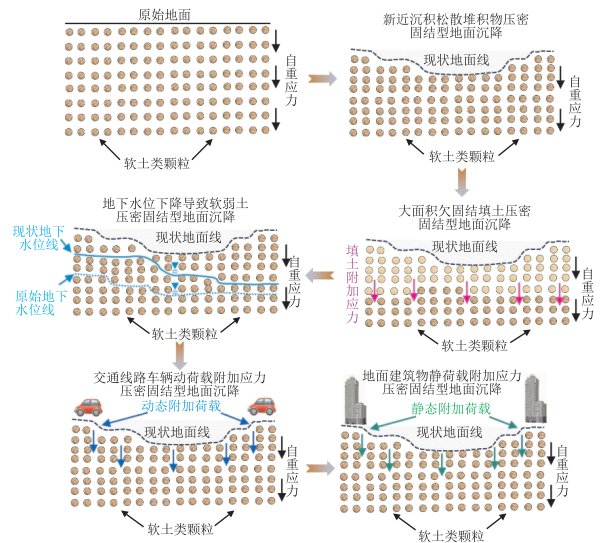 原始地面
自重应力
软土类颗粒
新近沉积松散堆积物压密
固结型地面沉降
现状地面线
自重应力
软土类颗粒
地下水位下降导致软弱土
压密固结型地面沉降
现状地下
水位线
现状地面线
原始地下
水位线
自重应力
软土类颗粒
大面积欠固结填土压密
固结型地面沉降
现状地面线
填土附加应力
自重应力
软土类颗粒
交通线路车辆动荷载附加应力
压密固结型地面沉降
动态附加荷载
现状地面线
自重应力
软土类颗粒
地面建筑物静荷载附加应力
压密固结型地面沉降
静态附加荷载
现状地面线
自重应力
软土类颗粒